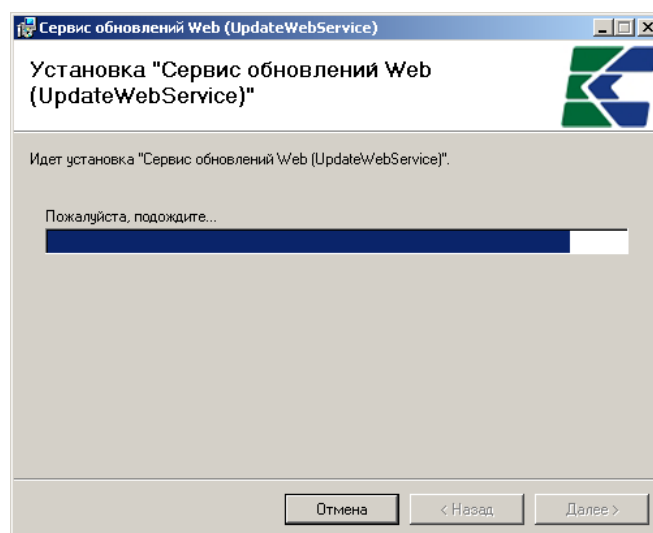 Сервис обновлений Web (UpdateWebService)
Установка "Сервис обновлений Web
(UpdateWebService)"
Идет установка "Сервис обновлений Web (UpdateWebService)".
Пожалуйста, подождите...
Отмена < Назад Далее >